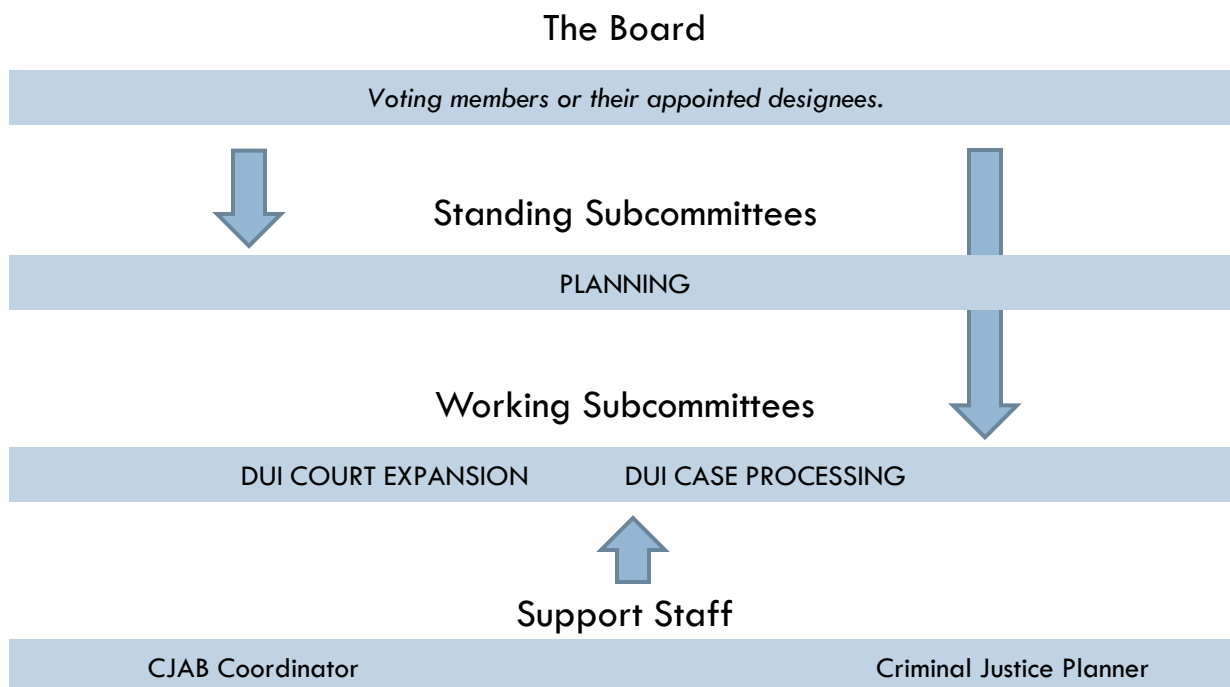 The Board
Voting members or their appointed designees.
Standing Subcommittees
PLANNING
Working Subcommittees
DUI COURT EXPANSION DUI CASE PROCESSING
Support Staff
CJAB Coordinator Criminal Justice Planner